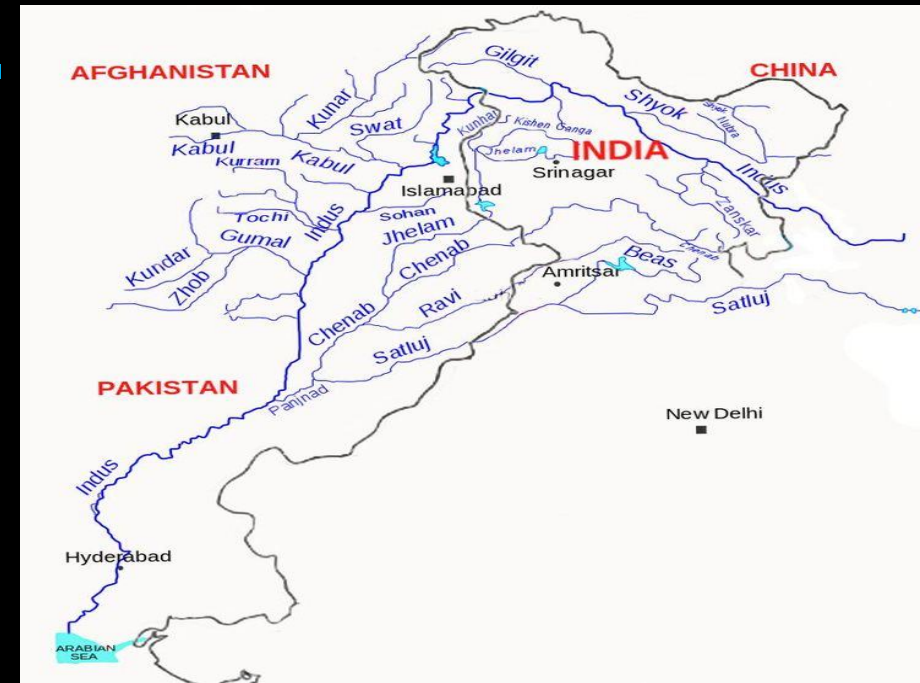 Gilgit
AFGHANISTAN
CHINA
Kunar
Shyok
Kabul
Swat
Kunhar
Kishen Ganga
Nubra
Kabul
Kurram
Kabul
Jhelam
INDIA
Srinagar
Indus
Islamabad
Zanskar
Tochi
Indus
Sohan
Jhelam
Gumal
Chenab
Chenab
Beas
Kundar
Zhob
Amritsar
Ravi
Satluj
Chenab
Satluj
PAKISTAN
Panjnad
New Delhi
Indus
Hyderabad
ARABIAN
SEA